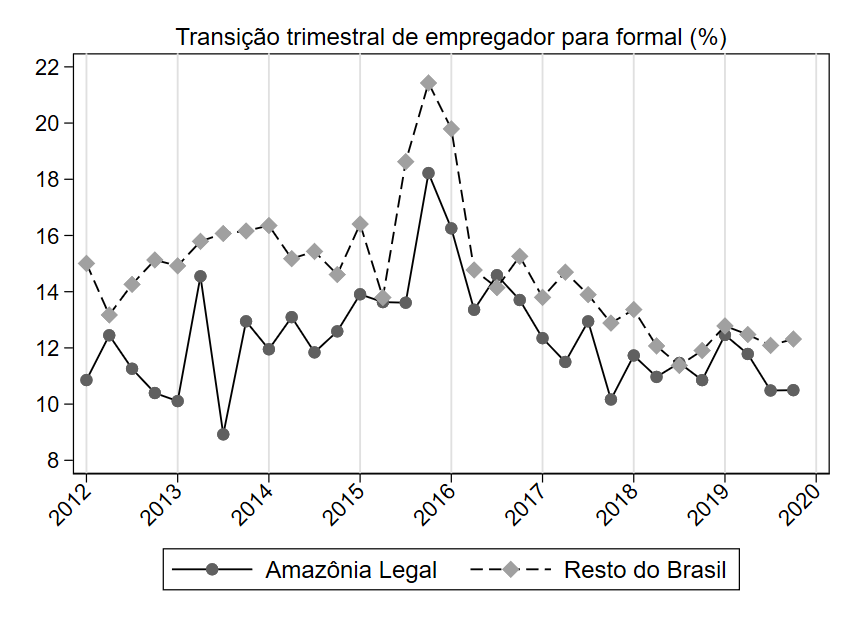 Transição trimestral de empregador para formal (%)
22
20
18
16
14
12
10
8
2012 2013 2014 2015 2016 2017 2018 2019 2020
Amazônia Legal Resto do Brasil